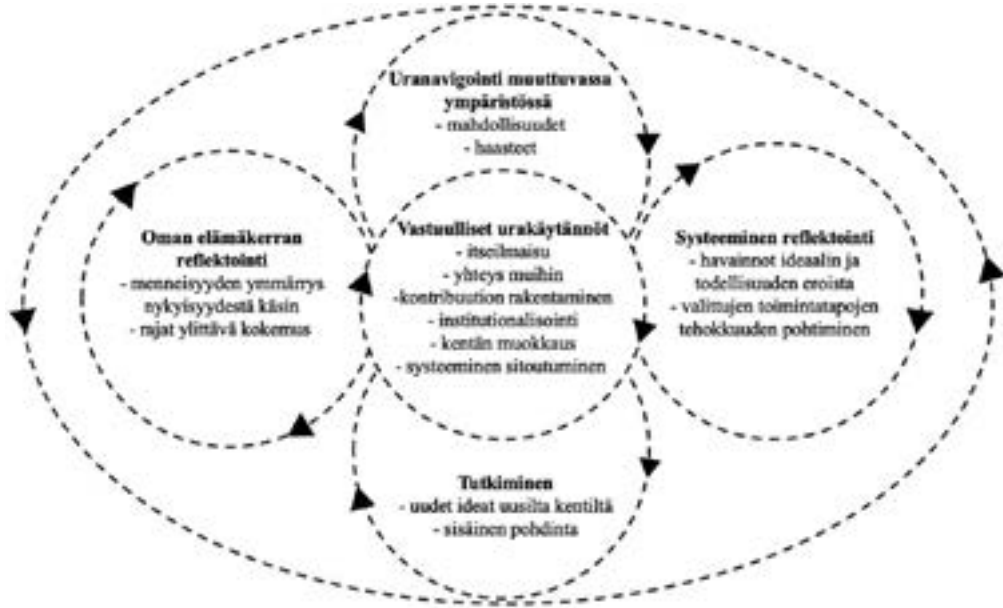 Uranavigointi muuttuvassa
ympäristössä
- mahdollisuudet
- haasteet
Oman elämäkerran
reflektointi
- menneisyyden ymmärrys
nykyisyydestä käsin
- rajat ylittävä kokemus
Vastuulliset urakäytännöt
- itseilmaisu
- yhteys muihin
-kontribuution rakentaminen
- institutionalisointi
- kentän muokkaus
- systeeminen sitoutuminen
Systeeminen reflektointi
- havainnot ideaalin ja
todellisuuden eroista
- valittujen toimintatapojen
tehokkuuden pohtiminen
Tutkiminen
- uudet ideat uusilta kentiltä
- sisäinen pohdinta